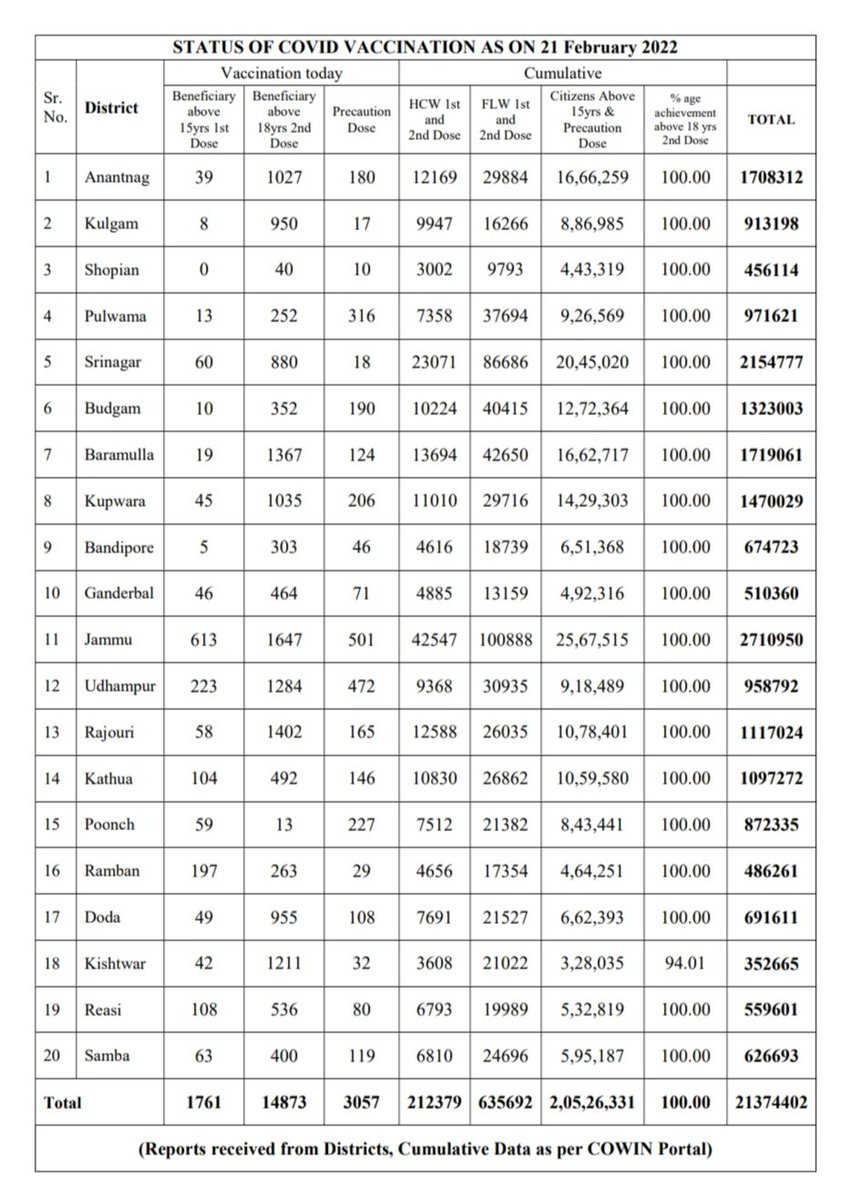 STATUS OF COVID VACCINATION AS ON 21 February 2022
Sr. No. District Vaccination today Cumulative
Beneficiary above 15yrs 1st Dose Beneficiary above 18yrs 2nd Dose Precaution Dose HCW 1st and 2nd Dose FLW 1st and 2nd Dose Citizens Above 15yrs & Precaution Dose % age achievement above 18 yrs 2nd Dose TOTAL
1 Anantnag 39 1027 180 12169 29884 16,66,259 100.00 1708312
2 Kulgam 8 950 17 9947 16266 8,86,985 100.00 913198
3 Shopian 0 40 10 3002 9793 4,43,319 100.00 456114
4 Pulwama 13 252 316 7358 37694 9,26,569 100.00 971621
5 Srinagar 60 880 18 23071 86686 20,45,020 100.00 2154777
6 Budgam 10 352 190 10224 40415 12,72,364 100.00 1323003
7 Baramulla 19 1367 124 13694 42650 16,62,717 100.00 1719061
8 Kupwara 45 1035 206 11010 29716 14,29,303 100.00 1470029
9 Bandipore 5 303 46 4616 18739 6,51,368 100.00 674723
10 Ganderbal 46 464 71 4885 13159 4,92,316 100.00 510360
11 Jammu 613 1647 501 42547 100888 25,67,515 100.00 2710950
12 Udhampur 223 1284 472 9368 30935 9,18,489 100.00 958792
13 Rajouri 58 1402 165 12588 26035 10,78,401 100.00 1117024
14 Kathua 104 492 146 10830 26862 10,59,580 100.00 1097272
15 Poonch 59 13 227 7512 21382 8,43,441 100.00 872335
16 Ramban 197 263 29 4656 17354 4,64,251 100.00 486261
17 Doda 49 955 108 7691 21527 6,62,393 100.00 691611
18 Kishtwar 42 1211 32 3608 21022 3,28,035 94.01 352665
19 Reasi 108 536 80 6793 19989 5,32,819 100.00 559601
20 Samba 63 400 119 6810 24696 5,95,187 100.00 626693
Total 1761 14873 3057 212379 635692 2,05,26,331 100.00 21374402
(Reports received from Districts, Cumulative Data as per COWIN Portal)